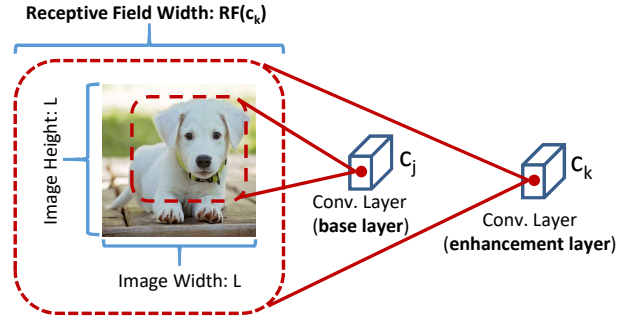 Receptive Field Width: RF(ck)
Image Height: L
Image Width: L
Cj
Conv. Layer
(base layer)
Ck
Conv. Layer
(enhancement layer)